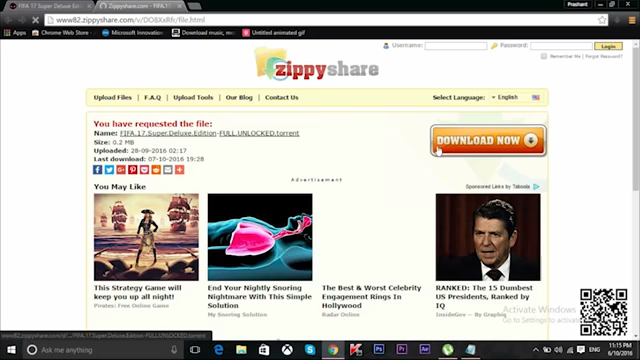 Prashant
FIFA 17 Super Deluxe Edi
Zippyshare.com - FIFA.17.S
www82.zippyshare.com/v/DO8XxRfr/file.html
Apps
Chrome Web Store
Microsoft Innovation
Download music, mo
Untitled animated gif
Username:
Password:
Login
Remember Me | Forgot Password?
zippyshare
Upload Files | F.A.Q | Upload Tools | Our Blog | Contact Us
Select Language: English
You have requested the file:
Name: FIFA.17.Super.Deluxe.Edition-FULL.UNLOCKED.torrent
Size: 0.2 MB
Uploaded: 28-09-2016 02:17
Last download: 07-10-2016 19:28
DOWNLOAD NOW
Advertisement
You May Like
Sponsored Links by Taboola
This Strategy Game will
keep you up all night!
Pirates: Free Online Game
End Your Nightly Snoring
Nightmare With This Simple
Solution
My Snoring Solution
The Best & Worst Celebrity
Engagement Rings In
Hollywood
Radar Online
RANKED: The 15 Dumbest
US Presidents, Ranked by
IQ
InsideGov — By Graphiq
Activate Windows
Go to Settings to activate
Ask me anything
11:15 PM
6/10/2016